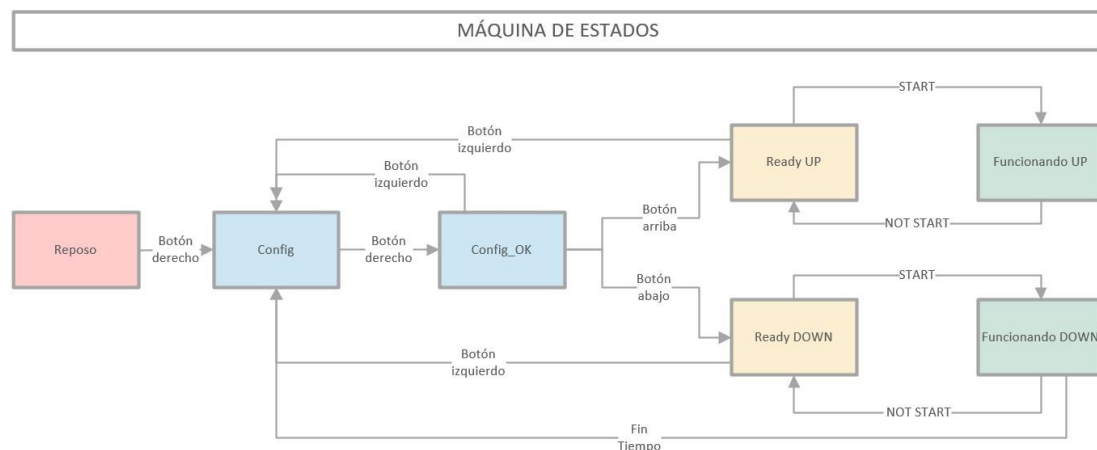 MÁQUINA DE ESTADOS
START
Botón
izquierdo
Ready UP
Funcionando UP
Botón
izquierdo
Botón
arriba
NOT START
Reposo
Botón
derecho
Config
Botón
derecho
Config_OK
Botón
abajo
START
Ready DOWN
Funcionando DOWN
Botón
izquierdo
NOT START
Fin
Tiempo